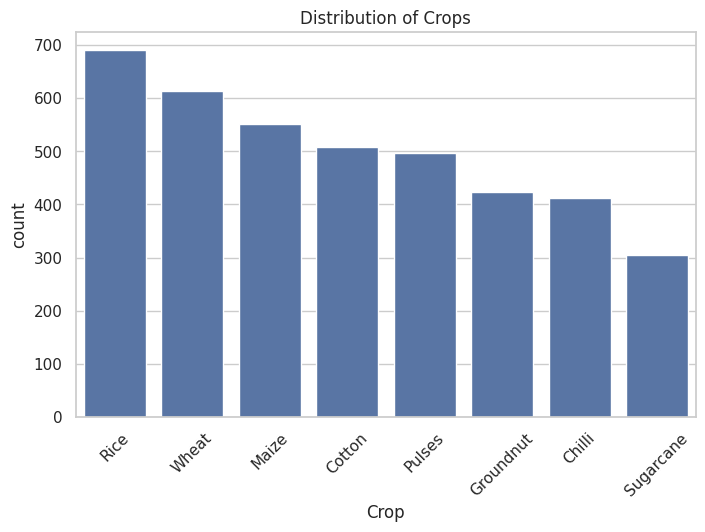 Distribution of Crops
700
600
500
400
300
200
100
0
count
Rice
Wheat
Maize
Cotton
Pulses
Groundnut
Chilli
Sugarcane
Crop